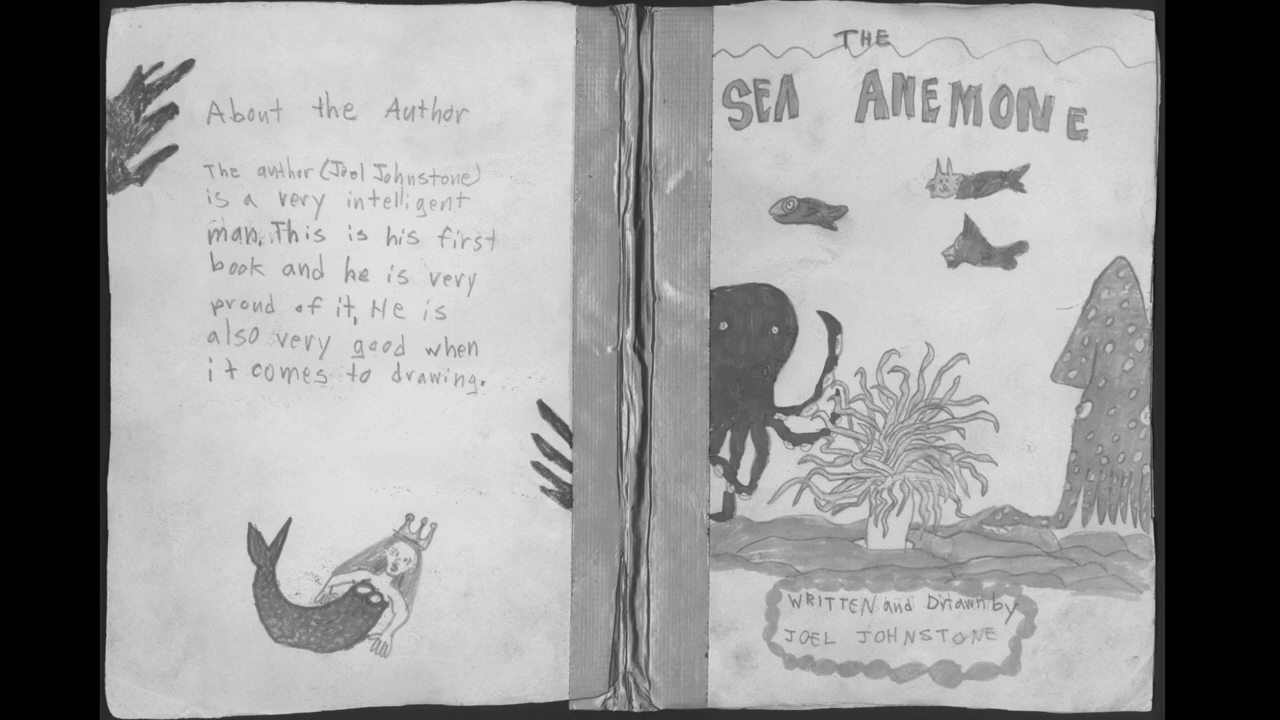 About the Author
The author (Joel Johnstone)
is a very intelligent
man. This is his first
book and he is very
proud of it, He is
also very good when
it comes to drawing.
THE
SEA ANEMONE
WRITTEN and Drawn by
JOEL JOHNSTONE